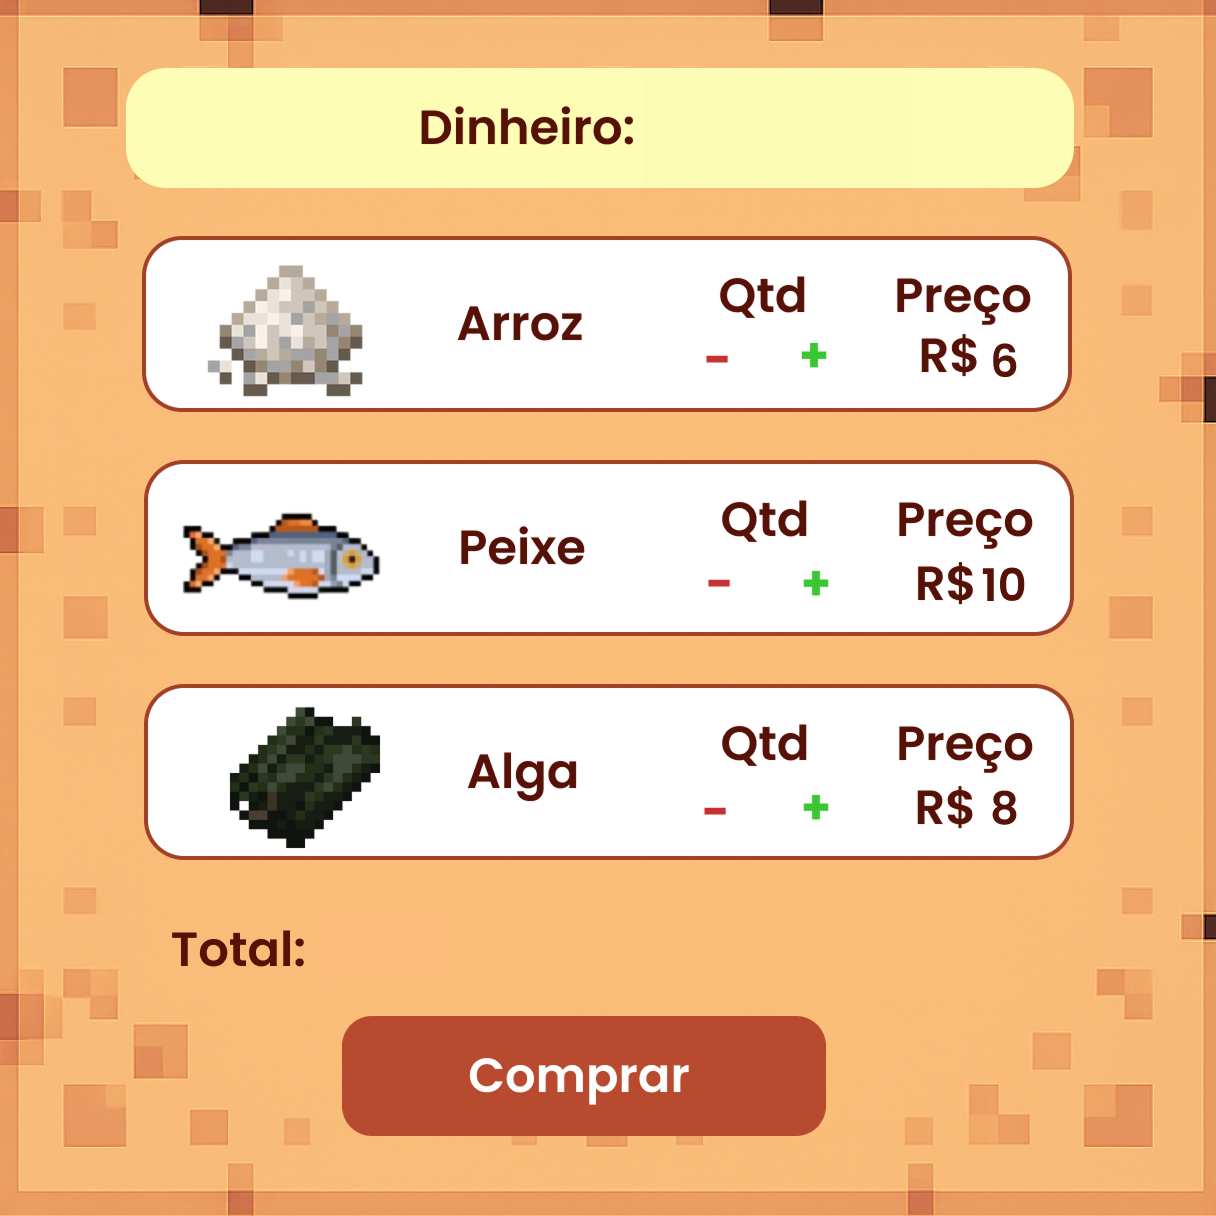 Dinheiro:
Arroz
Qtd
- +
Preço
R$ 6
Peixe
Qtd
- +
Preço
R$10
Alga
Qtd
- +
Preço
R$ 8
Total:
Comprar